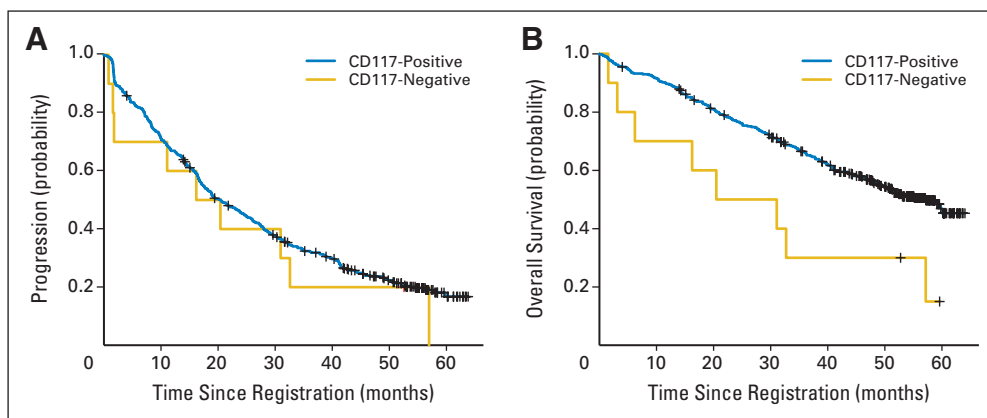 A
CD117-Positive
CD117-Negative
Progression (probability)
1.0
0.8
0.6
0.4
0.2
0 10 20 30 40 50 60
Time Since Registration (months)
B
CD117-Positive
CD117-Negative
Overall Survival (probability)
1.0
0.8
0.6
0.4
0.2
0 10 20 30 40 50 60
Time Since Registration (months)